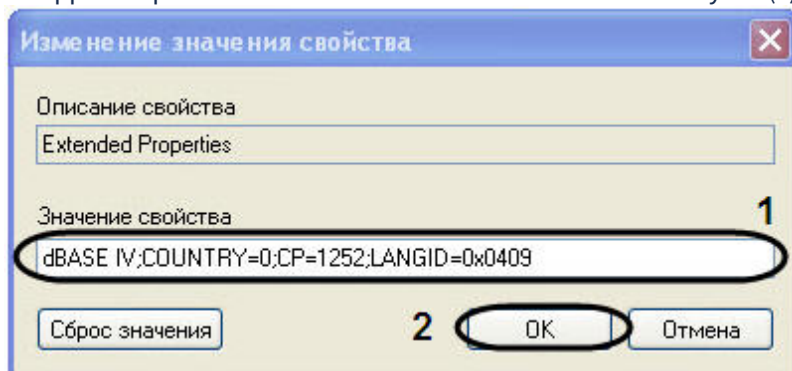 Изменение значения свойства
Описание свойства
Extended Properties
Значение свойства
1
dBASE IV;COUNTRY=0;CP=1252;LANGID=0x0409
Сброс значения 2 OK Отмена